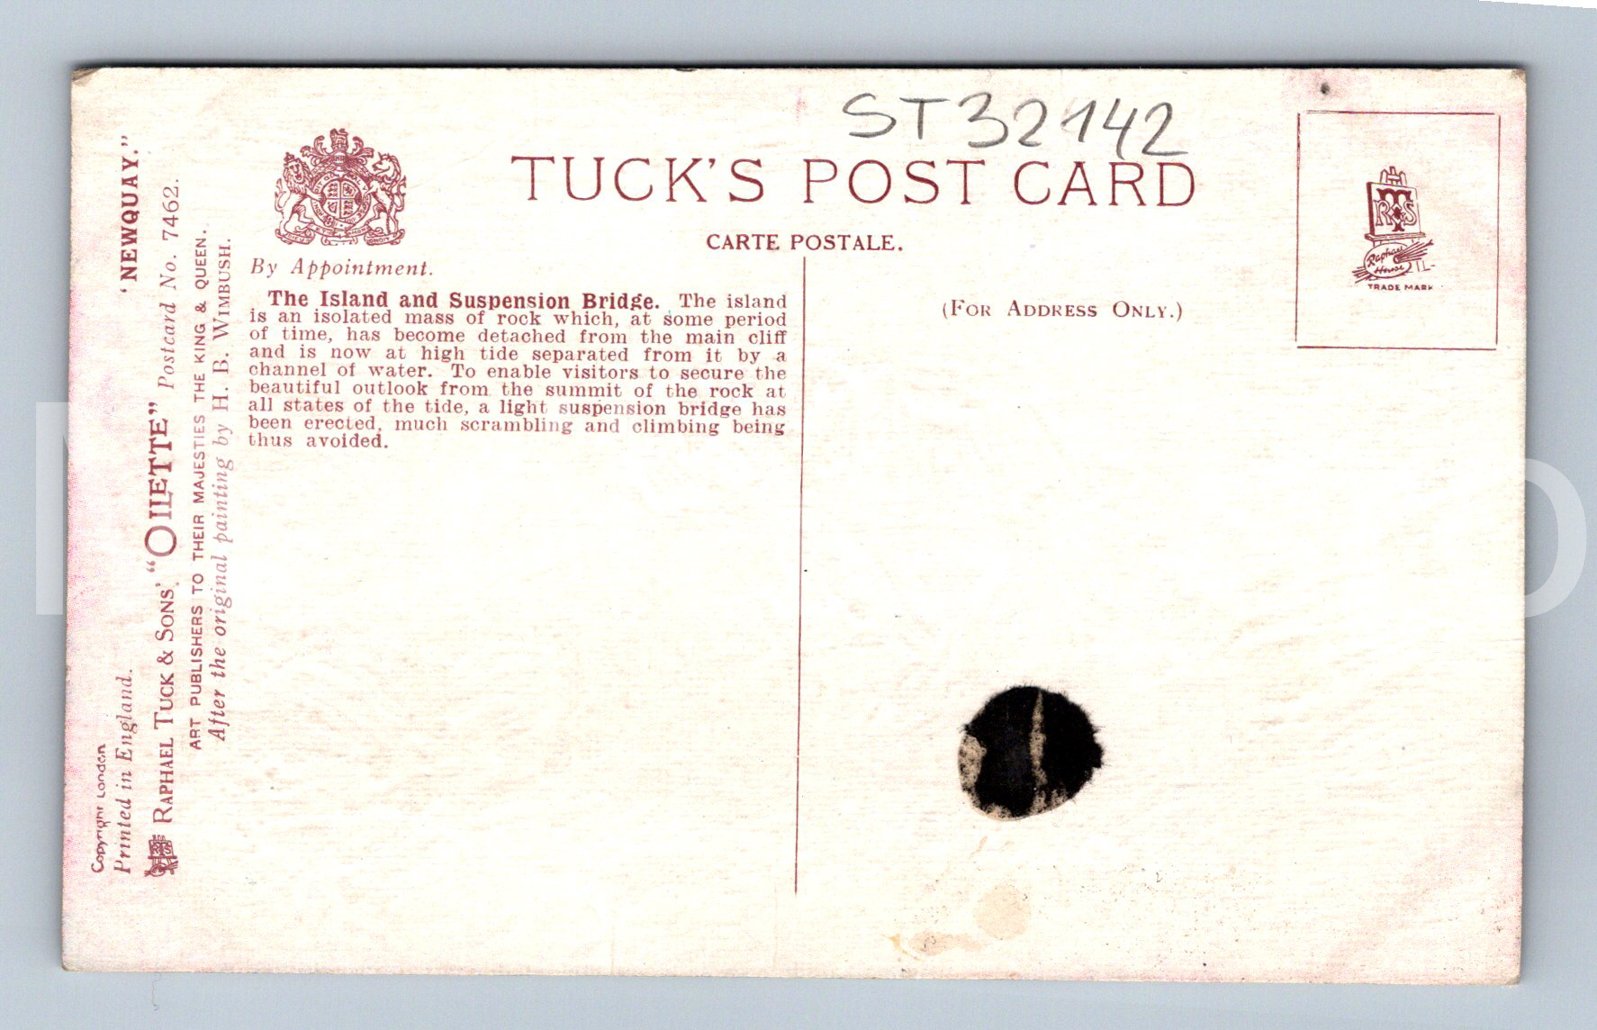 ST32142
TUCK'S POST CARD
CARTE POSTALE.
By Appointment.
The Island and Suspension Bridge. The island
is an isolated mass of rock which, at some period
of time, has become detached from the main cliff
and is now at high tide separated from it by a
channel of water. To enable visitors to secure the
beautiful outlook from the summit of the rock at
all states of the tide, a light suspension bridge has
been erected, much scrambling and climbing being
thus avoided.
(FOR ADDRESS ONLY.)
RTS
Raphael
House
TRADE MARK
Copyright London
Printed in England.
'NEWQUAY."
RAPHAEL TUCK & SONS' "OILETTE" Postcard No. 7462.
ART PUBLISHERS TO THEIR MAJESTIES THE KING & QUEEN.
After the original painting by H. B. WIMBUSH.